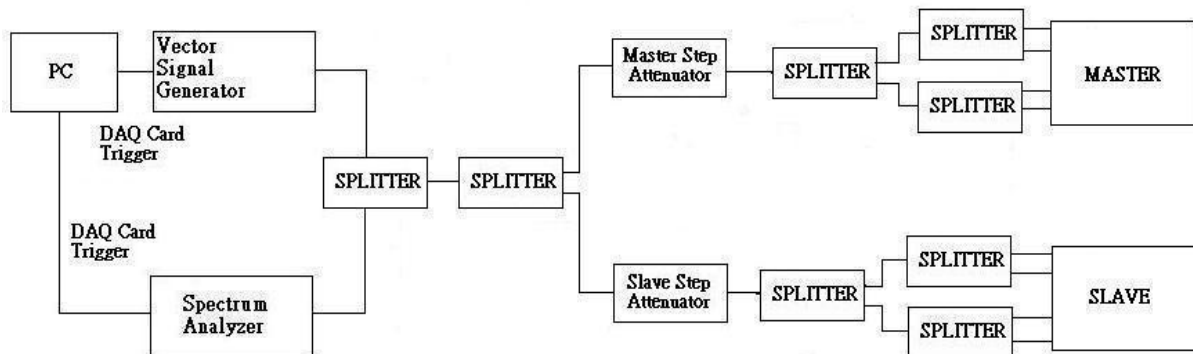 PC
Vector
Signal
Generator
DAQ Card
Trigger
DAQ Card
Trigger
Spectrum
Analyzer
SPLITTER
SPLITTER
Master Step
Attenuator
SPLITTER
SPLITTER
SPLITTER
MASTER
Slave Step
Attenuator
SPLITTER
SPLITTER
SPLITTER
SLAVE